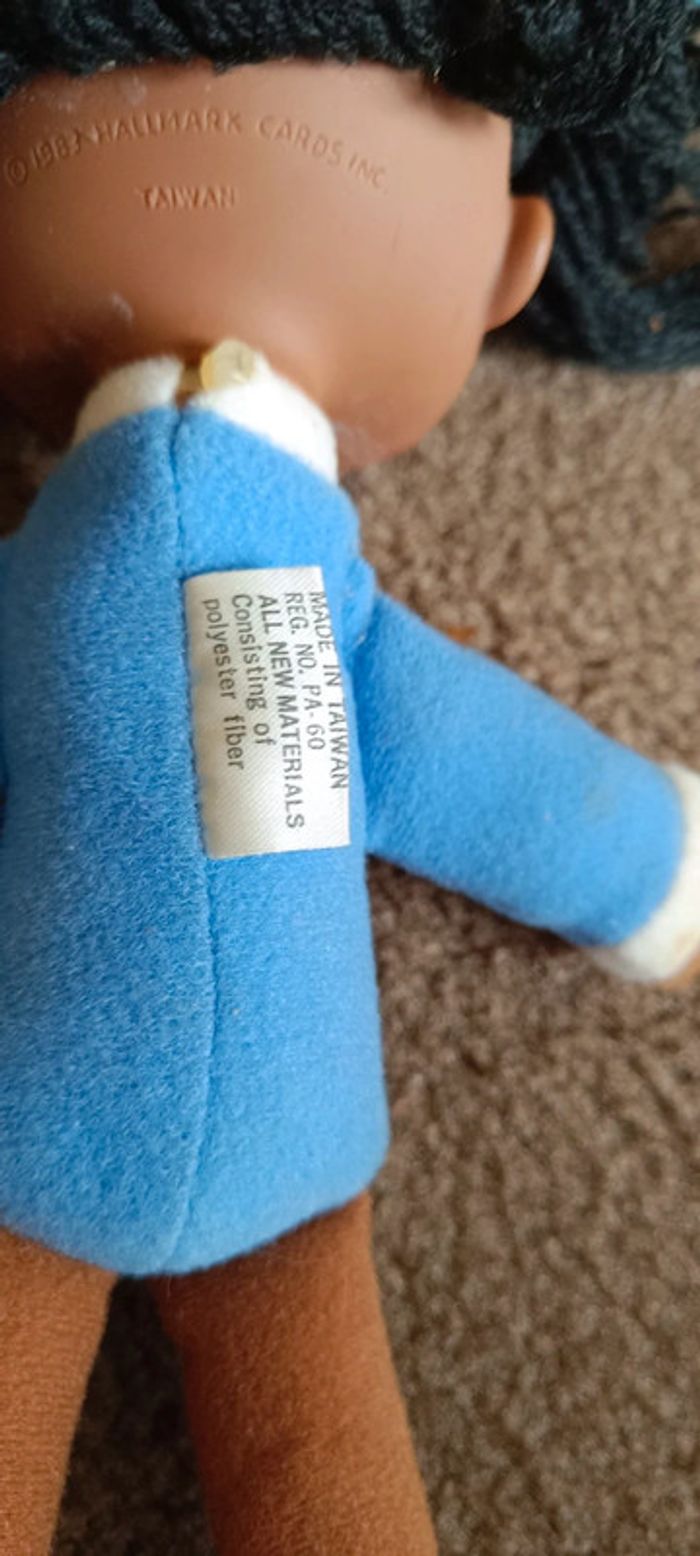 © 1983 HALLMARK CARDS INC.
TAIWAN
MADE IN TAIWAN
REG. NO. PA-60
ALL NEW MATERIALS
Consisting of
polyester fiber